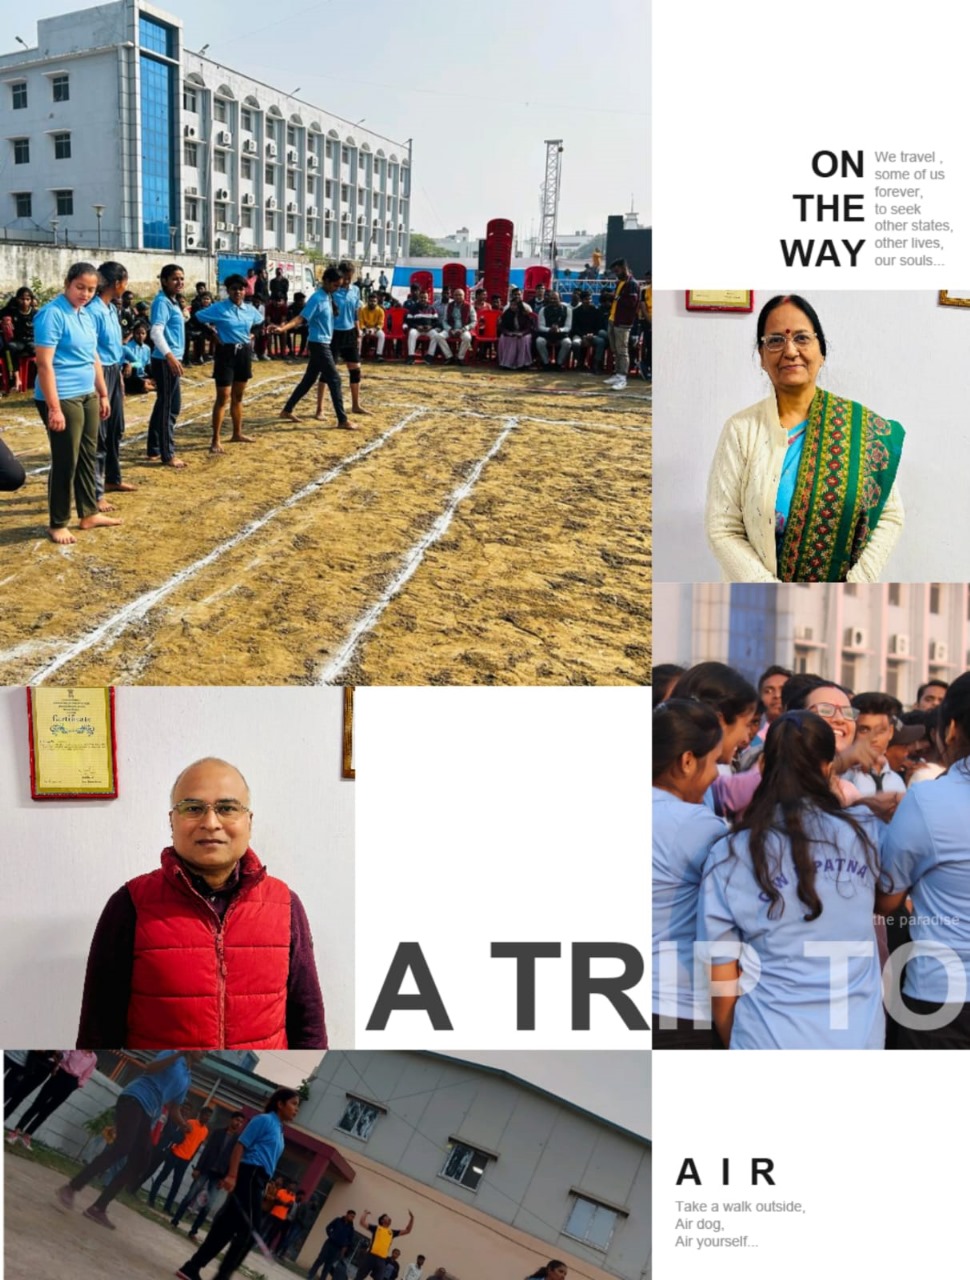 ON
THE
WAY
We travel ,
some of us
forever,
to seek
other states,
other lives,
our souls...
Certificate
PATNA
the paradise
A TRIP TO
A I R
Take a walk outside,
Air dog,
Air yourself...